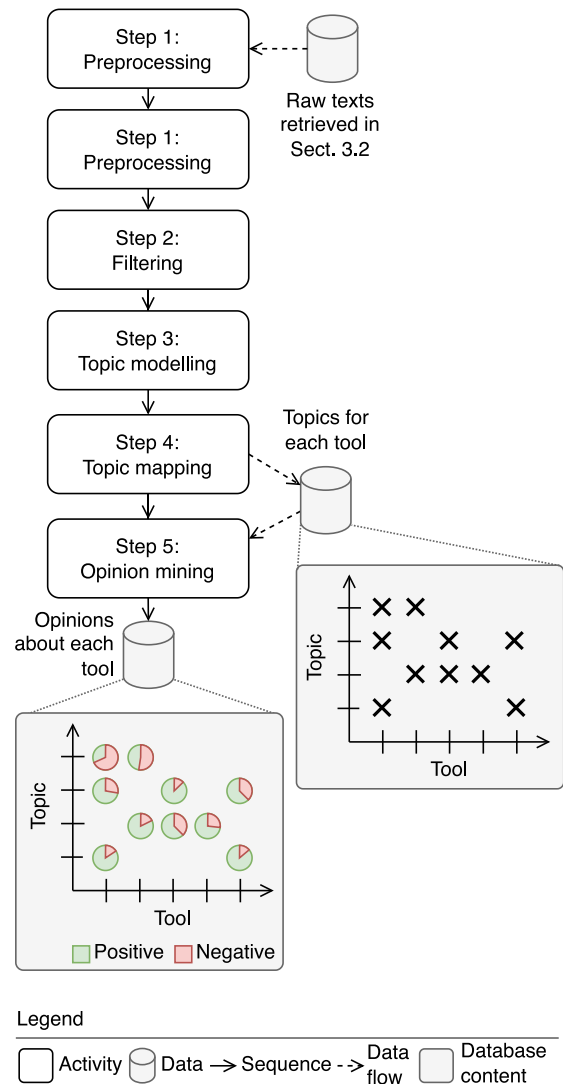 Step 1:
Preprocessing
Raw texts
retrieved in
Sect. 3.2
Step 1:
Preprocessing
Step 2:
Filtering
Step 3:
Topic modelling
Step 4:
Topic mapping
Topics for
each tool
Step 5:
Opinion mining
Opinions
about each
tool
Topic
Tool
Topic
Tool
Positive
Negative
Legend
Activity
Data
Sequence
Data
flow
Database
content